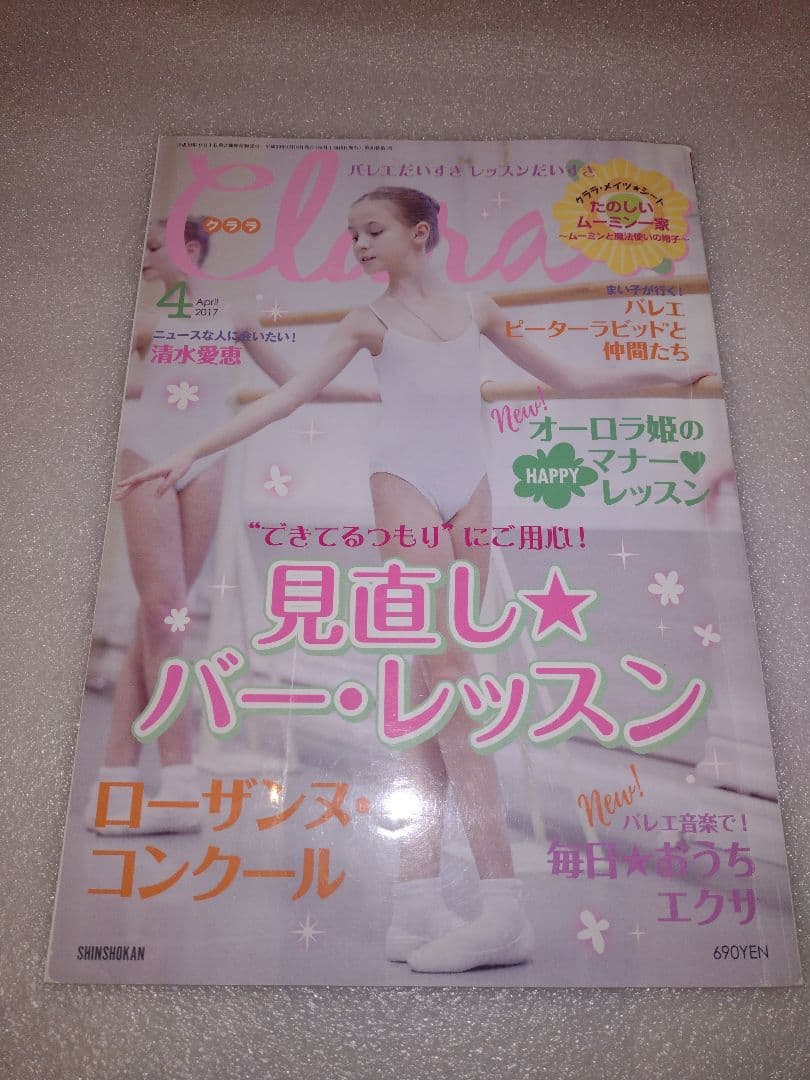 バレエだいすき レッスンだいすき
Clara
クララ
クララ・メイツ★シート
たのしい
ムーミン一家
～ムーミンと魔法使いの帽子～
4 April
2017
ニュースな人に会いたい！
清水愛恵
まい子が行く！
バレエ
ピーターラビット®と
仲間たち
New!
オーロラ姫の
HAPPY マナー♥
レッスン
“できてるつもり”にご用心！
見直し★
バー・レッスン
ローザンヌ・
コンクール
New!
バレエ音楽で！
毎日★おうち
エクサ
SHINSHOKAN
690YEN